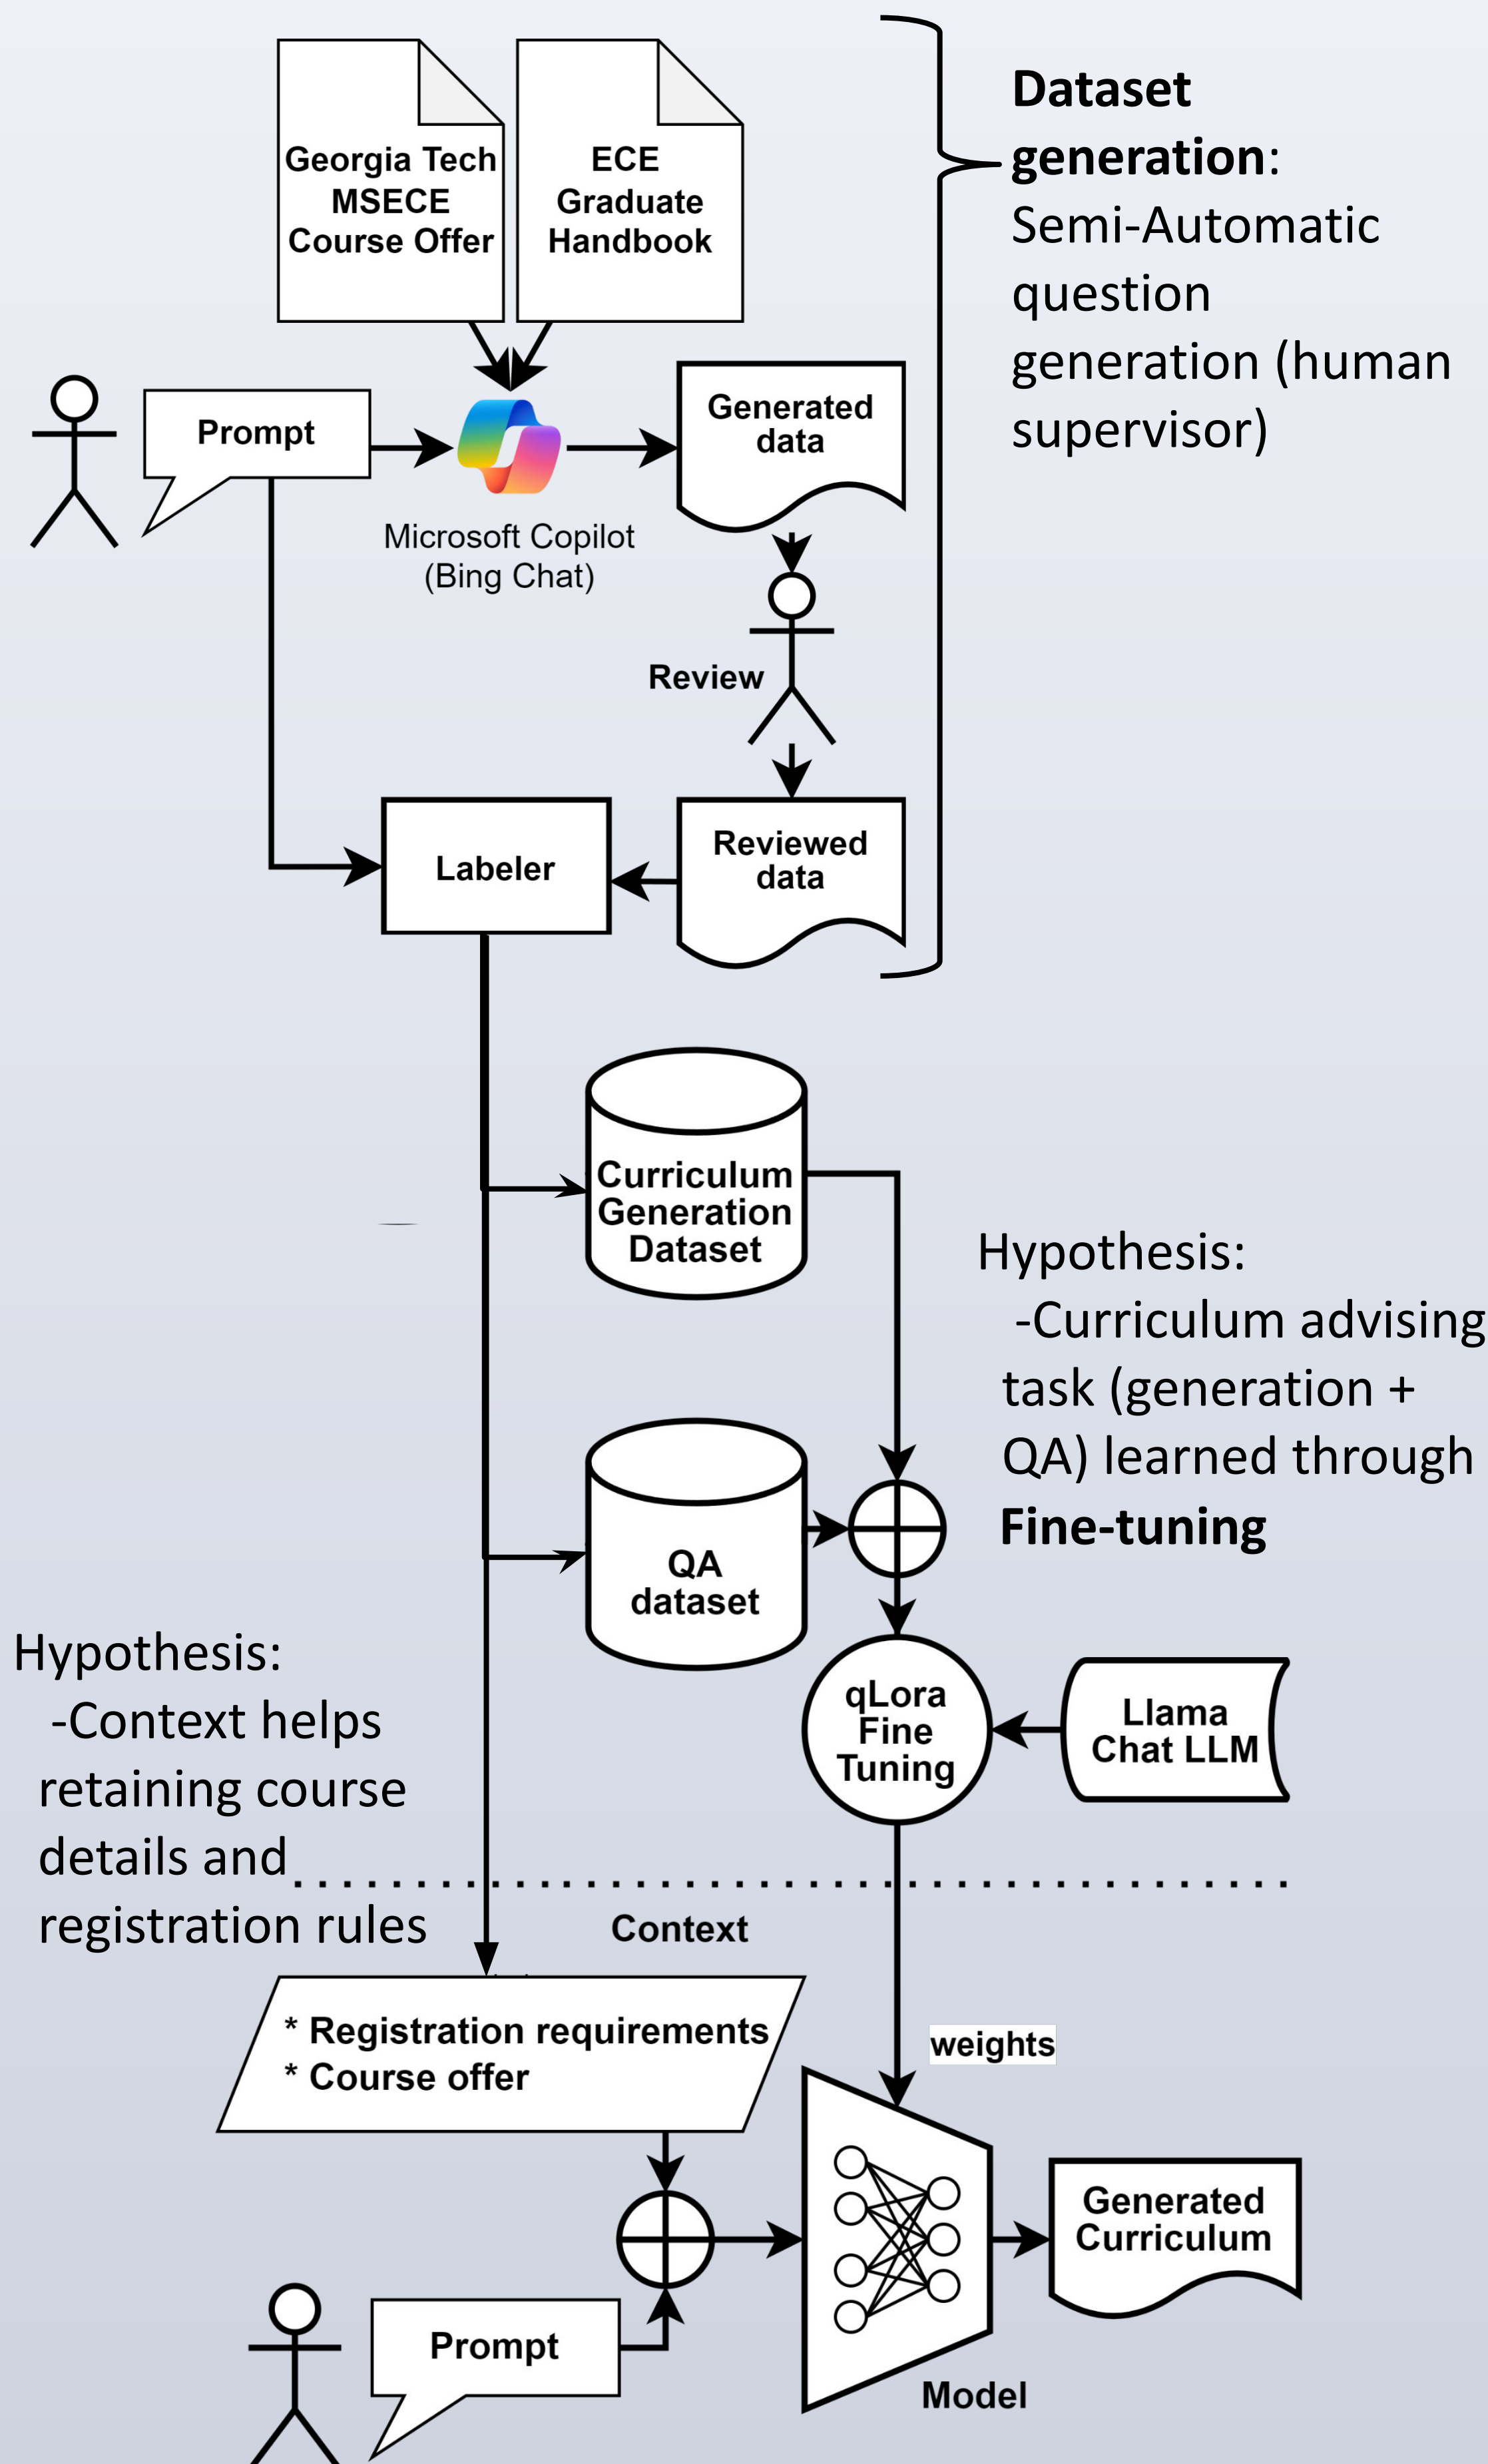 Georgia Tech
MSECE
Course Offer
ECE
Graduate
Handbook
Dataset
generation:
Semi-Automatic
question
generation (human
supervisor)
Prompt
Generated
data
Microsoft Copilot
(Bing Chat)
Review
Labeler
Reviewed
data
Curriculum
Generation
Dataset
Hypothesis:
-Curriculum advising
task (generation +
QA) learned through
Fine-tuning
QA
dataset
Hypothesis:
-Context helps
retaining course
details and
registration rules
qLora
Fine
Tuning
Llama
Chat LLM
Context
* Registration requirements
* Course offer
weights
Generated
Curriculum
Prompt
Model